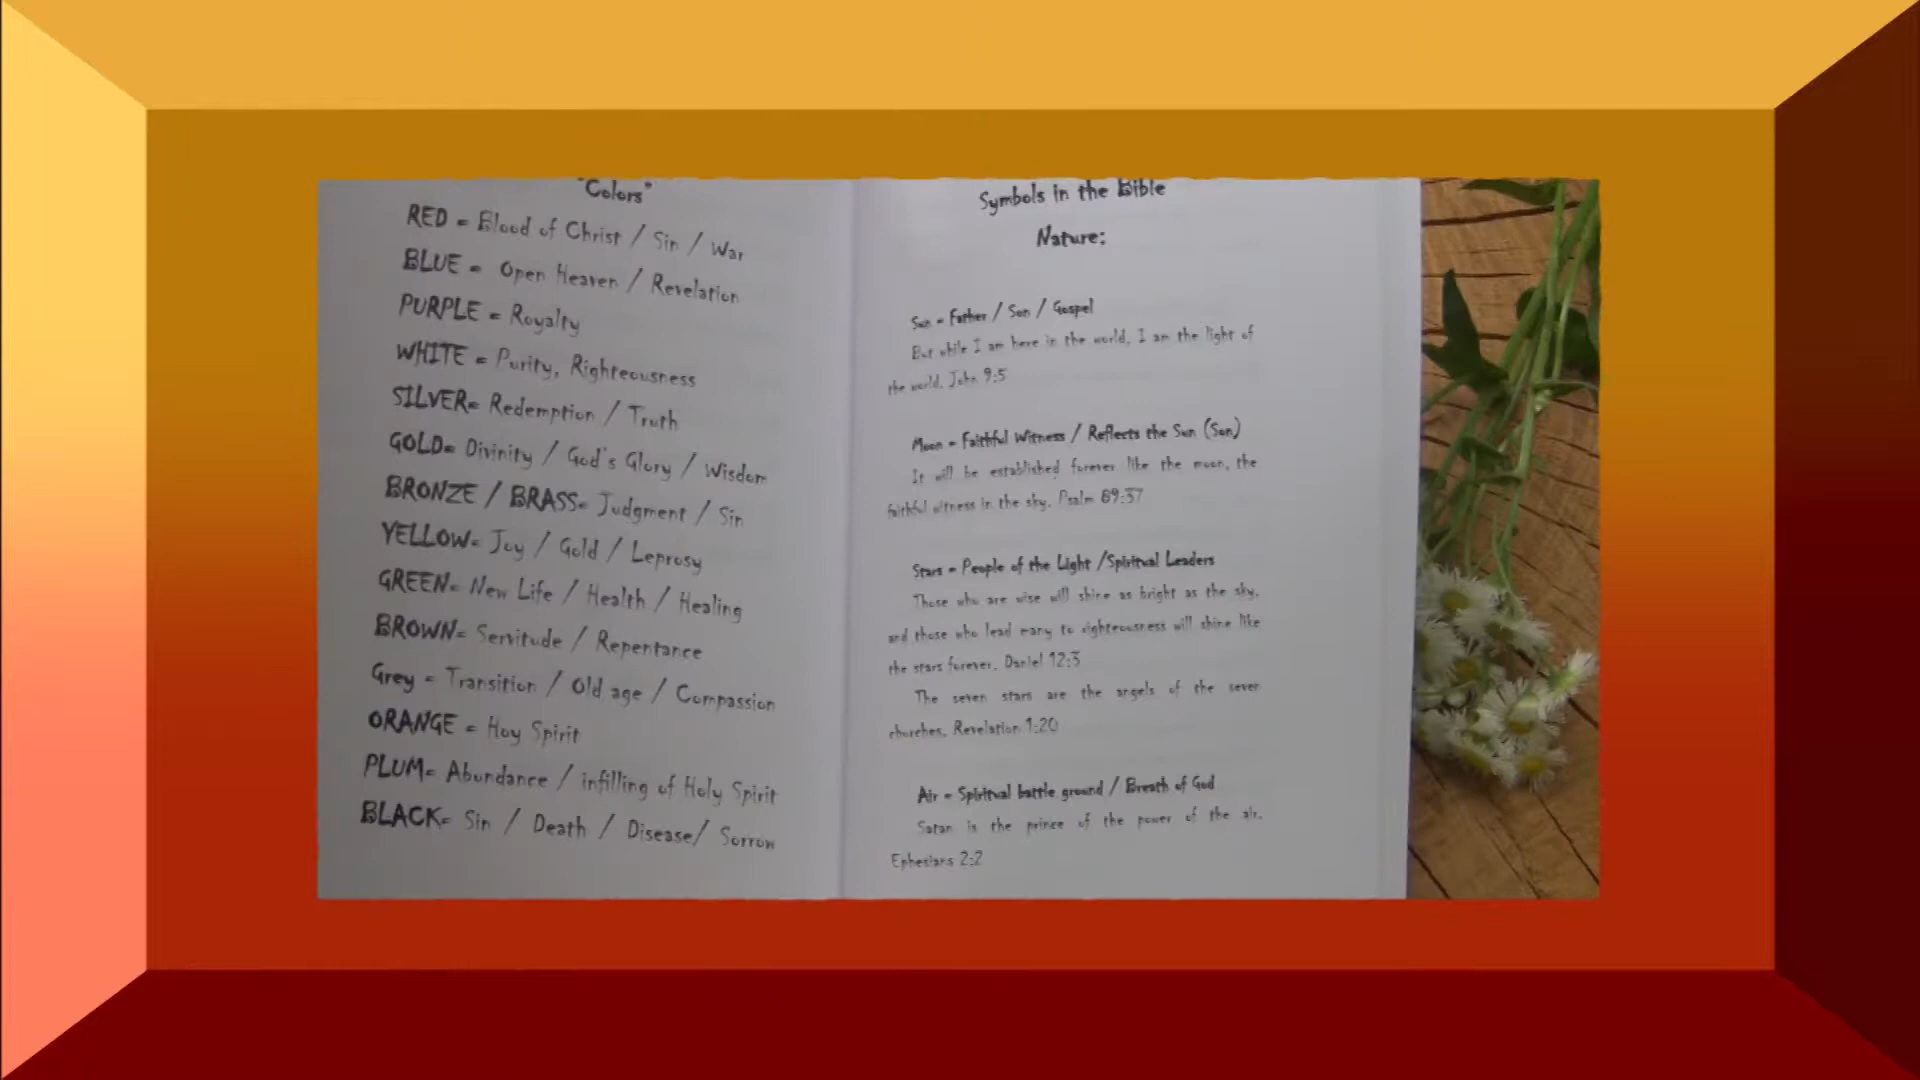 "Colors"
RED = Blood of Christ / Sin / War
BLUE = Open Heaven / Revelation
PURPLE = Royalty
WHITE = Purity, Righteousness
SILVER= Redemption / Truth
GOLD= Divinity / God's Glory / Wisdom
BRONZE / BRASS= Judgment / Sin
YELLOW= Joy / Gold / Leprosy
GREEN= New Life / Health / Healing
BROWN= Servitude / Repentance
Grey = Transition / Old age / Compassion
ORANGE = Hoy Spirit
PLUM= Abundance / infilling of Holy Spirit
BLACK= Sin / Death / Disease/ Sorrow
Symbols in the Bible
Nature:
Sun = Father / Son / Gospel
But while I am here in the world, I am the light of
the world. John 9:5
Moon = Faithful Witness / Reflects the Sun (Son)
It will be established forever like the moon, the
faithful witness in the sky. Psalm 89:37
Stars = People of the Light /Spiritual Leaders
Those who are wise will shine as bright as the sky,
and those who lead many to righteousness will shine like
the stars forever. Daniel 12:3
The seven stars are the angels of the seven
churches. Revelation 1:20
Air = Spiritual battle ground / Breath of God
Satan is the prince of the power of the air.
Ephesians 2:2